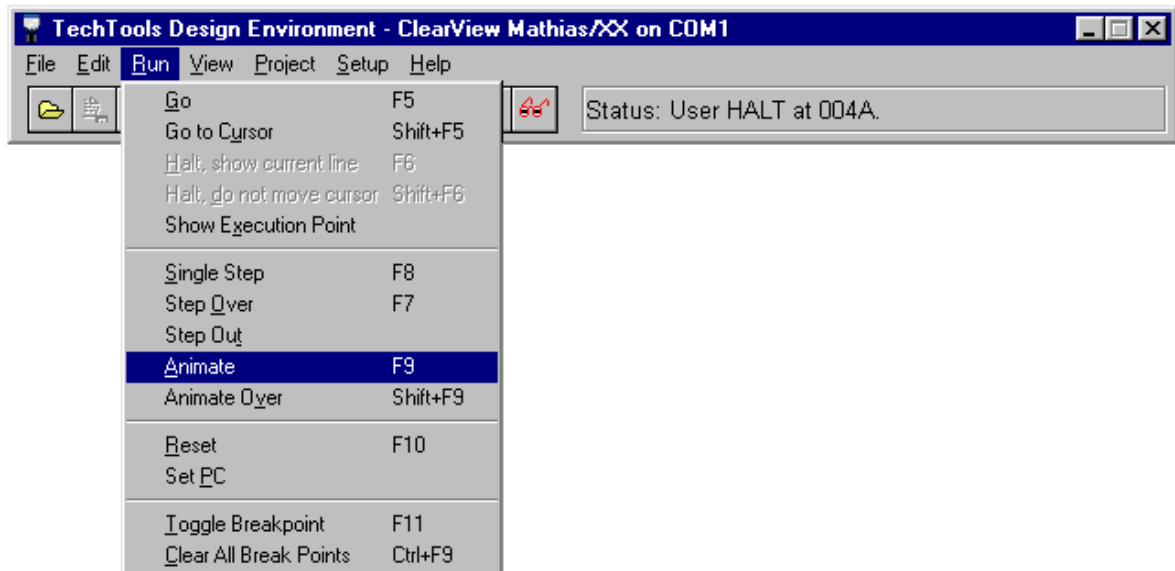 TechTools Design Environment - ClearView Mathias/XX on COM1
File Edit Run View Project Setup Help
Status: User HALT at 004A.
Go F5
Go to Cursor Shift+F5
Halt, show current line F6
Halt, do not move cursor Shift+F6
Show Execution Point
Single Step F8
Step Over F7
Step Out
Animate F9
Animate Over Shift+F9
Reset F10
Set PC
Toggle Breakpoint F11
Clear All Break Points Ctrl+F9